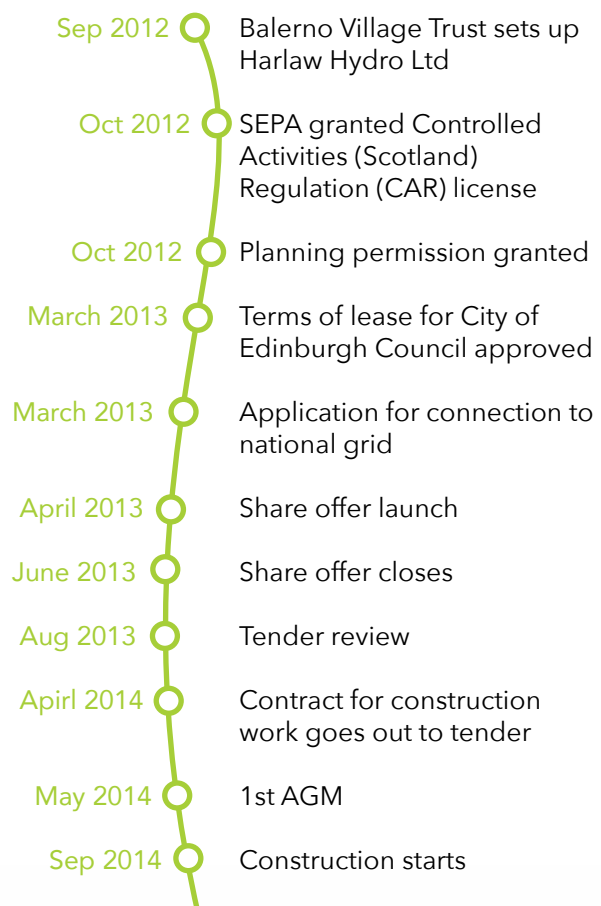 Sep 2012
Balerno Village Trust sets up
Harlaw Hydro Ltd
Oct 2012
SEPA granted Controlled
Activities (Scotland)
Regulation (CAR) license
Oct 2012
Planning permission granted
March 2013
Terms of lease for City of
Edinburgh Council approved
March 2013
Application for connection to
national grid
April 2013
Share offer launch
June 2013
Share offer closes
Aug 2013
Tender review
Apirl 2014
Contract for construction
work goes out to tender
May 2014
1st AGM
Sep 2014
Construction starts